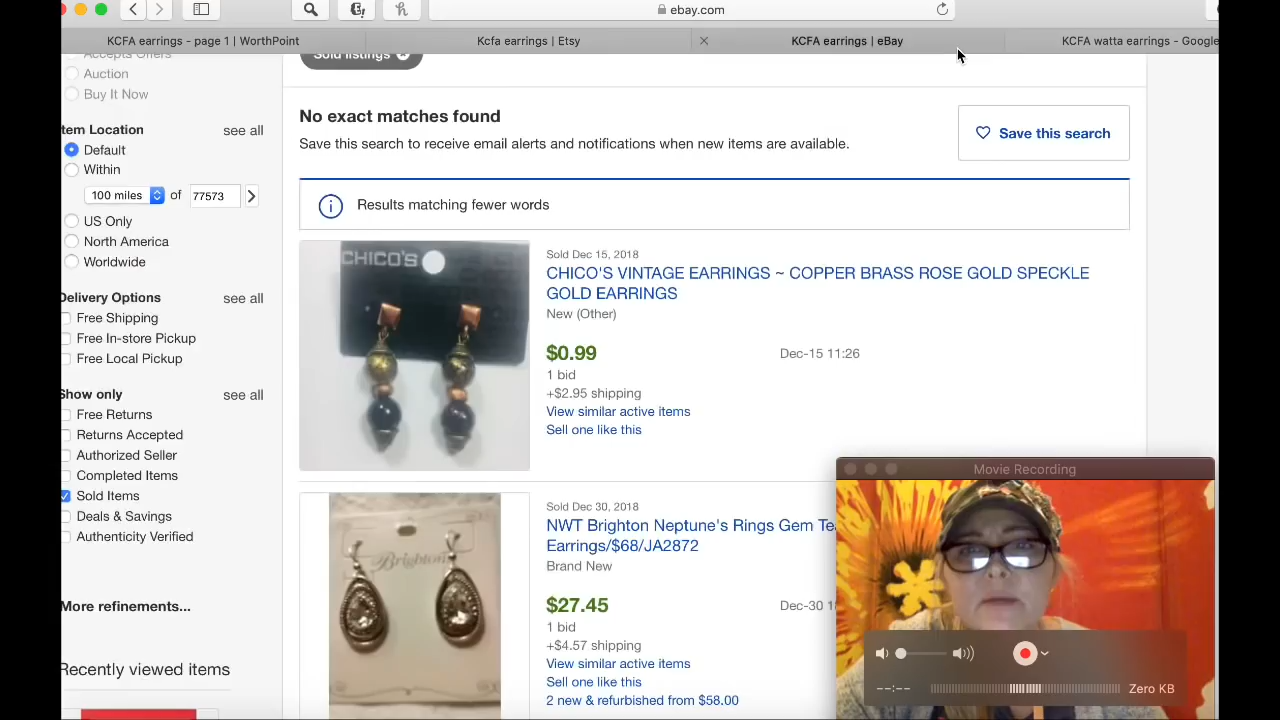 ebay.com
KCFA earrings - page 1 | WorthPoint
Kcfa earrings | Etsy
KCFA earrings | eBay
KCFA watta earrings - Google
Accepts Offers
Sold listings
Auction
Buy It Now
No exact matches found
Save this search to receive email alerts and notifications when new items are available.
Save this search
tem Location
see all
Default
Within
100 miles of 77573
US Only
North America
Worldwide
Results matching fewer words
CHICO'S
Sold Dec 15, 2018
CHICO'S VINTAGE EARRINGS ~ COPPER BRASS ROSE GOLD SPECKLE
GOLD EARRINGS
New (Other)
$0.99
Dec-15 11:26
1 bid
+$2.95 shipping
View similar active items
Sell one like this
Delivery Options
see all
Free Shipping
Free In-store Pickup
Free Local Pickup
Show only
see all
Free Returns
Returns Accepted
Authorized Seller
Completed Items
Sold Items
Deals & Savings
Authenticity Verified
More refinements...
Recently viewed items
Brighton
Sold Dec 30, 2018
NWT Brighton Neptune's Rings Gem Te
Earrings/$68/JA2872
Brand New
$27.45
Dec-30 1
1 bid
+$4.57 shipping
View similar active items
Sell one like this
2 new & refurbished from $58.00
Movie Recording
--:--
Zero KB